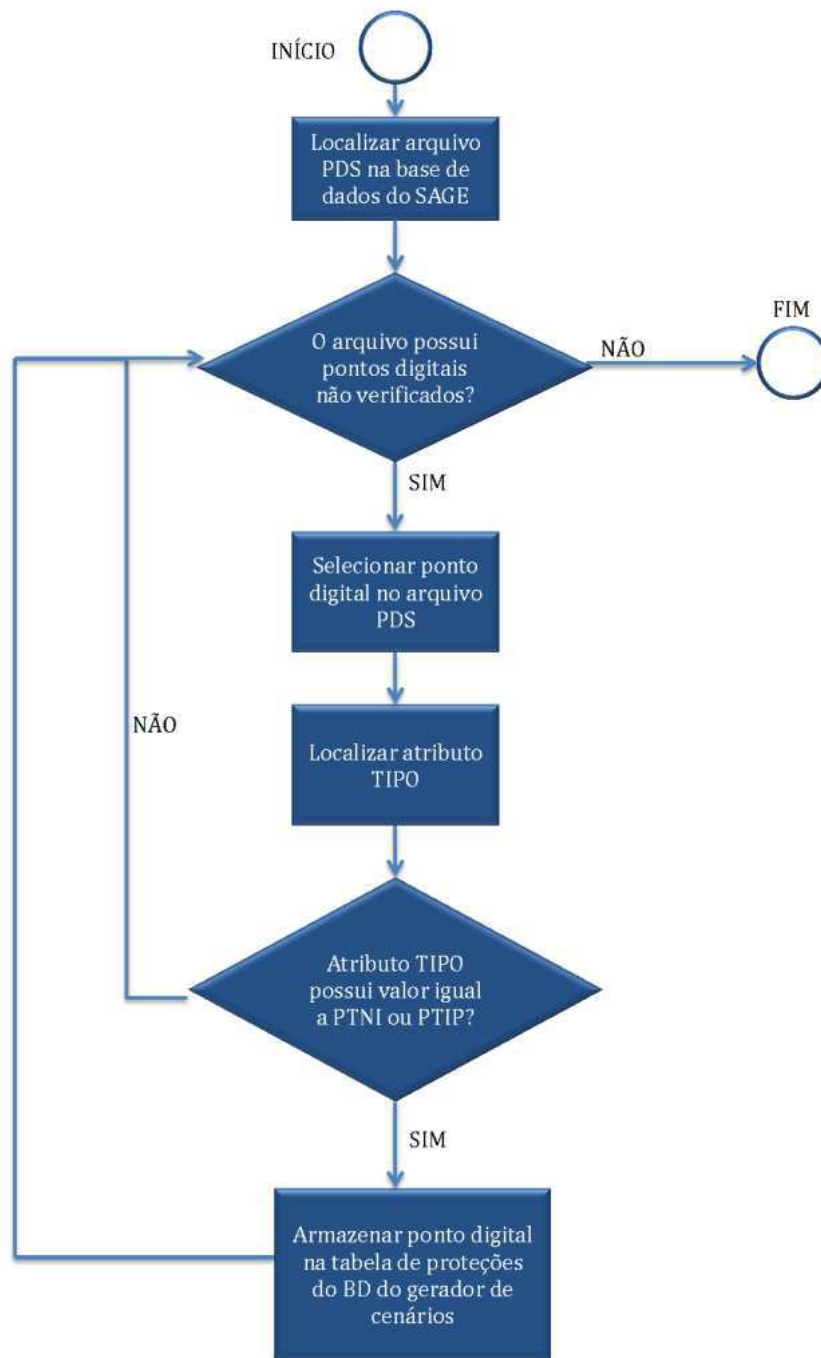 INÍCIO
Localizar arquivo
PDS na base de
dados do SAGE
O arquivo possui
pontos digitais
não verificados?
NÃO
FIM
SIM
Selecionar ponto
digital no arquivo
PDS
NÃO
Localizar atributo
TIPO
Atributo TIPO
possui valor igual
a PTNI ou PTIP?
SIM
Armazenar ponto digital
na tabela de proteções
do BD do gerador de
cenários